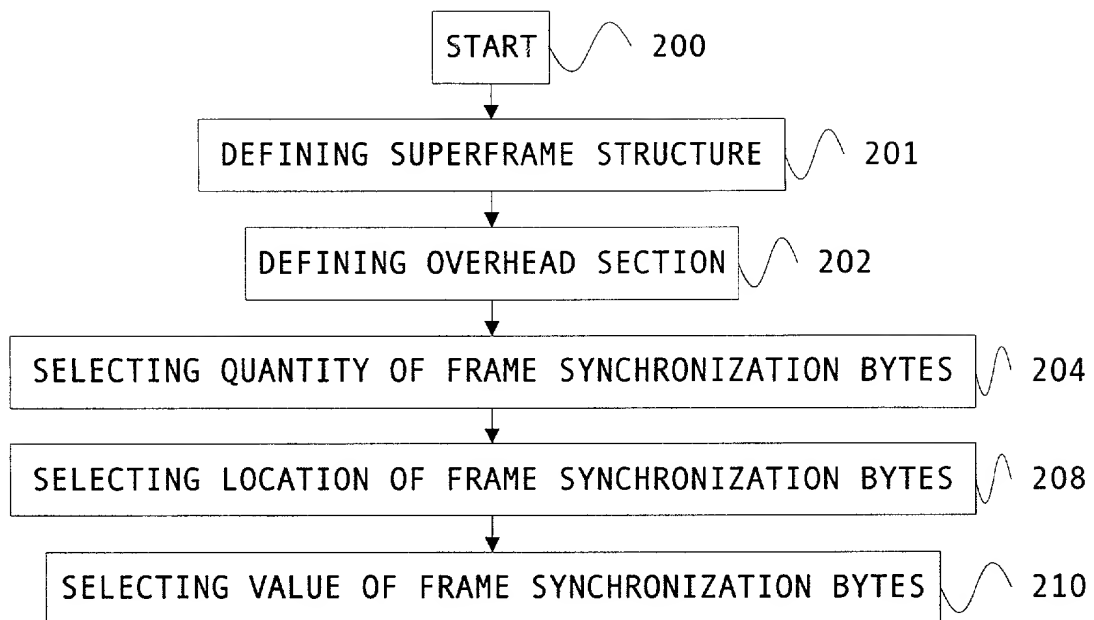 START 200
DEFINING SUPERFRAME STRUCTURE 201
DEFINING OVERHEAD SECTION 202
SELECTING QUANTITY OF FRAME SYNCHRONIZATION BYTES 204
SELECTING LOCATION OF FRAME SYNCHRONIZATION BYTES 208
SELECTING VALUE OF FRAME SYNCHRONIZATION BYTES 210